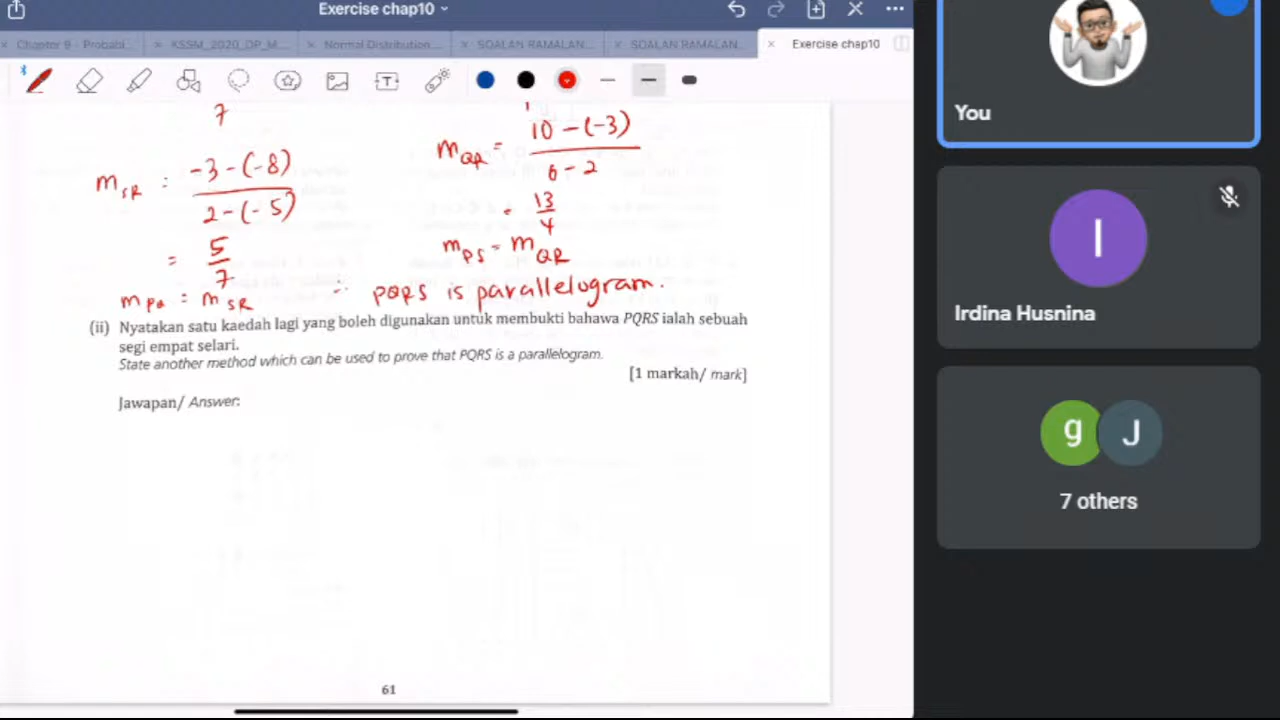 Exercise chap10
Chapter 9 - Probabi...
KSSM_2020_DP_M...
Normal Distribution...
SOALAN RAMALAN...
SOALAN RAMALAN...
Exercise chap10
7
m_SR = -3 - (-8) / 2 - (-5)
= 5/7
m_PQ = m_SR
m_QR = 10 - (-3) / 6 - 2
= 13/4
m_PS = m_QR
∴ PQRS is parallelogram.
(ii) Nyatakan satu kaedah lagi yang boleh digunakan untuk membukti bahawa PQRS ialah sebuah
segi empat selari.
State another method which can be used to prove that PQRS is a parallelogram.
[1 markah/ mark]
Jawapan/ Answer:
61
You
I
Irdina Husnina
g
J
7 others